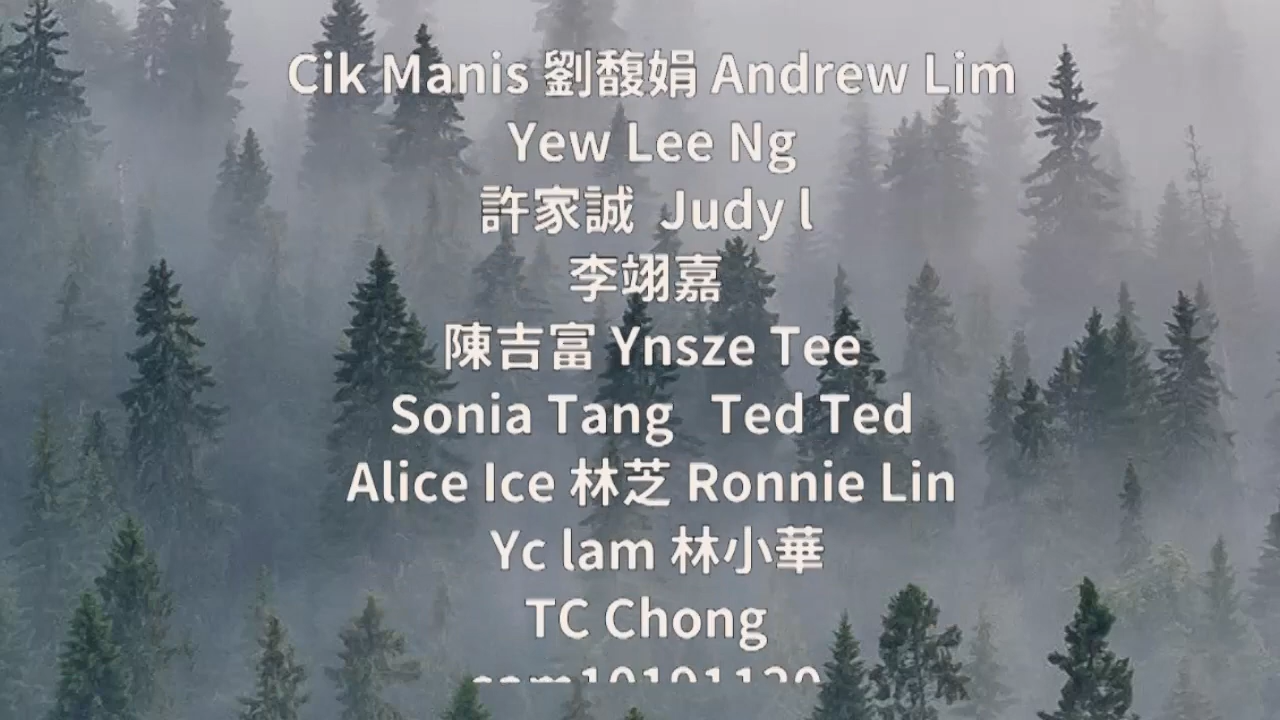 Cik Manis 劉馥娟 Andrew Lim
Yew Lee Ng
許家誠 Judy l
李翊嘉
陳吉富 Ynsze Tee
Sonia Tang Ted Ted
Alice Ice 林芝 Ronnie Lin
Yc lam 林小華
TC Chong